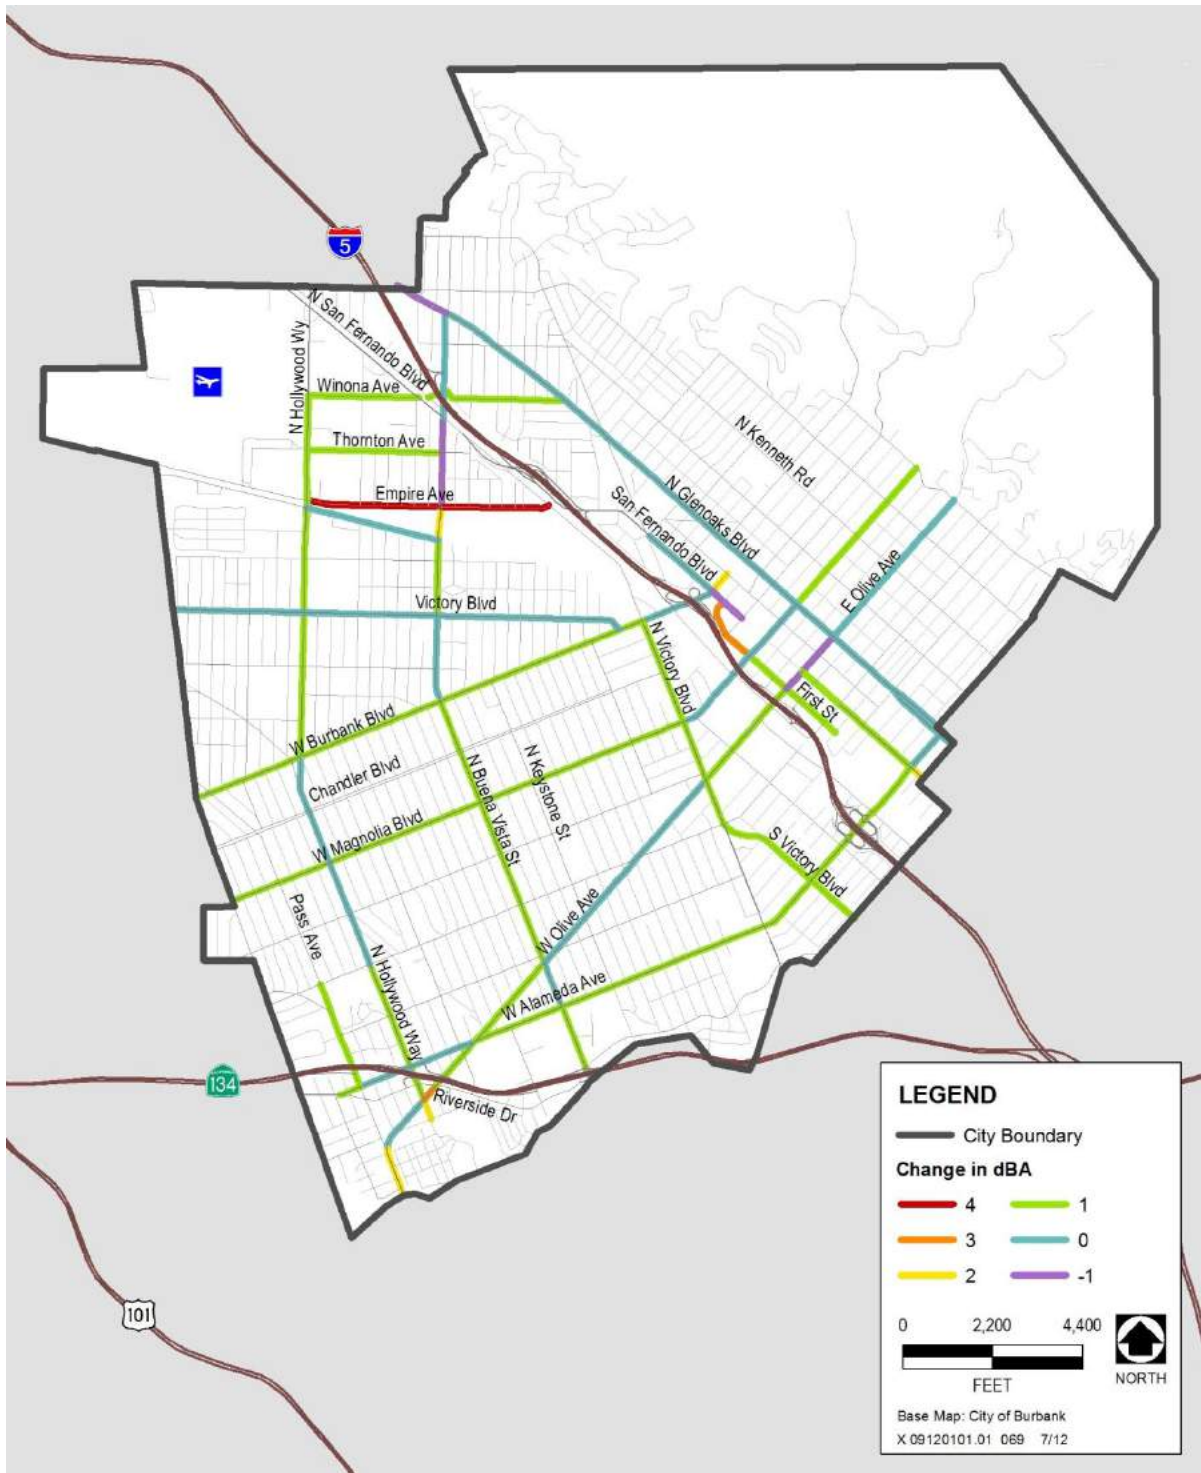 5
N San Fernando Blvd
N Hollywood Wy
Winona Ave
Thornton Ave
Empire Ave
N Kenneth Rd
N Glenoaks Blvd
San Fernando Blvd
E Olive Ave
Victory Blvd
N Victory Blvd
First St
W Burbank Blvd
Chandler Blvd
N Keystone St
N Buena Vista St
W Magnolia Blvd
S Victory Blvd
Pass Ave
W Olive Ave
N Hollywood Way
W Alameda Ave
134
Riverside Dr
101
LEGEND
City Boundary
Change in dBA
4 1
3 0
2 -1
0 2,200 4,400
FEET
NORTH
Base Map: City of Burbank
X 09120101.01 069 7/12